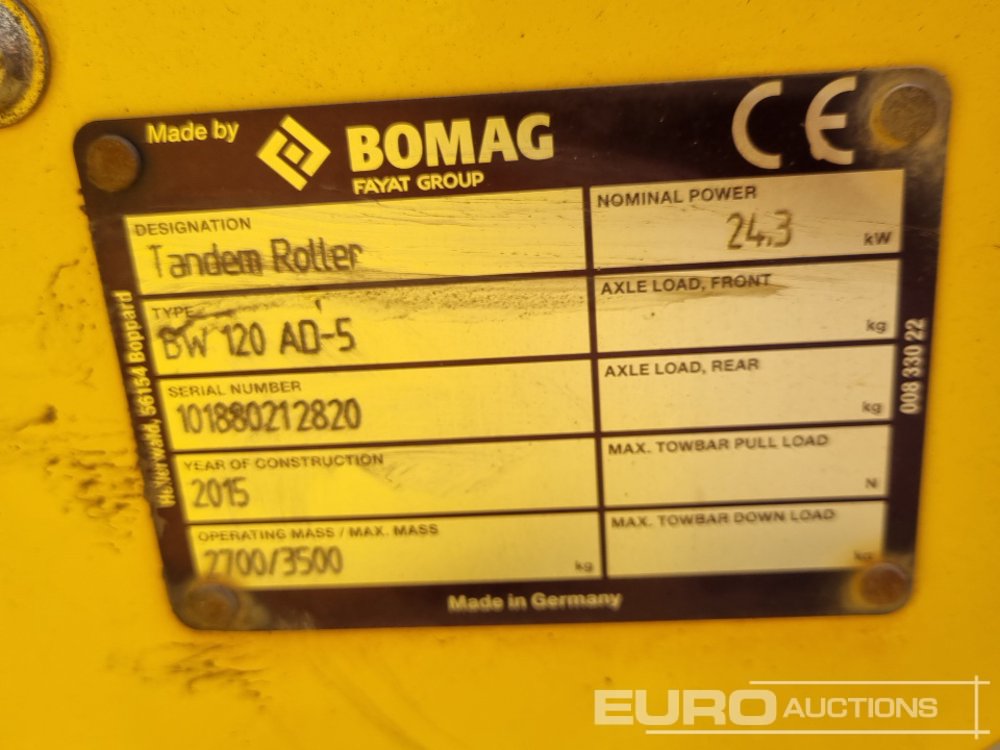 Made by
BOMAG
FAYAT GROUP
CE
DESIGNATION
Tandem Roller
TYPE
BW 120 AD-5
SERIAL NUMBER
101880212820
YEAR OF CONSTRUCTION
2015
OPERATING MASS / MAX. MASS
2700/3500 kg
NOMINAL POWER
24.3 kW
AXLE LOAD, FRONT
kg
AXLE LOAD, REAR
kg
MAX. TOWBAR PULL LOAD
N
MAX. TOWBAR DOWN LOAD
kg
56154 Boppard
008 330 22
Made in Germany
EURO AUCTIONS